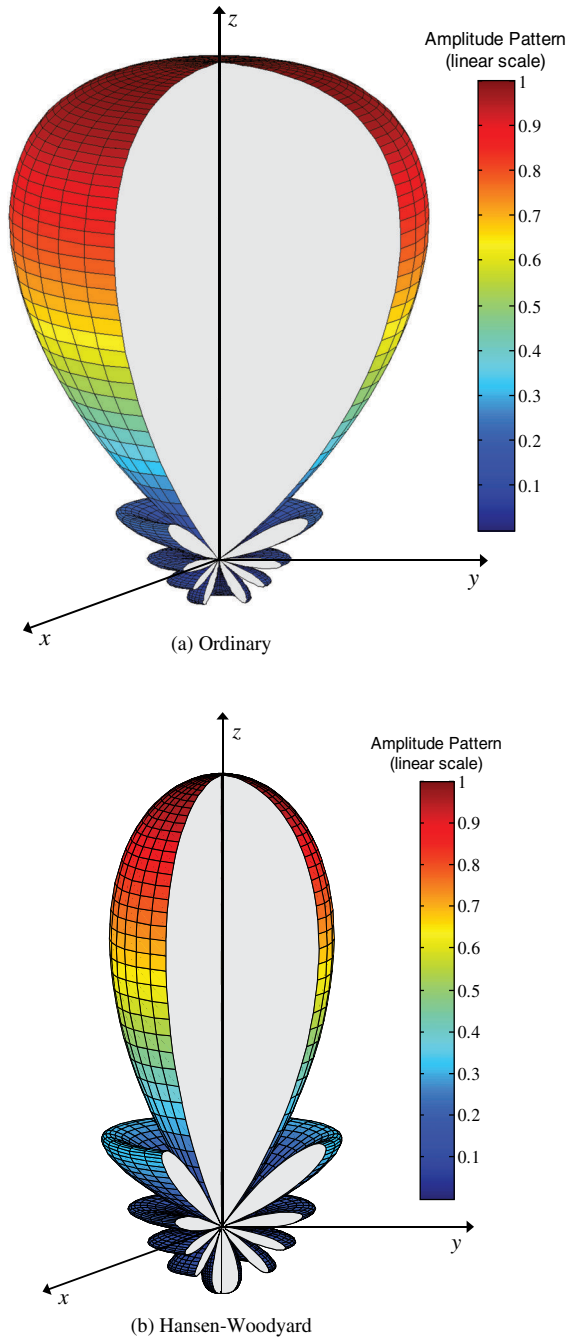 z
Amplitude Pattern
(linear scale)
1
0.9
0.8
0.7
0.6
0.5
0.4
0.3
0.2
0.1
y
x
(a) Ordinary
z
Amplitude Pattern
(linear scale)
1
0.9
0.8
0.7
0.6
0.5
0.4
0.3
0.2
0.1
y
x
(b) Hansen-Woodyard